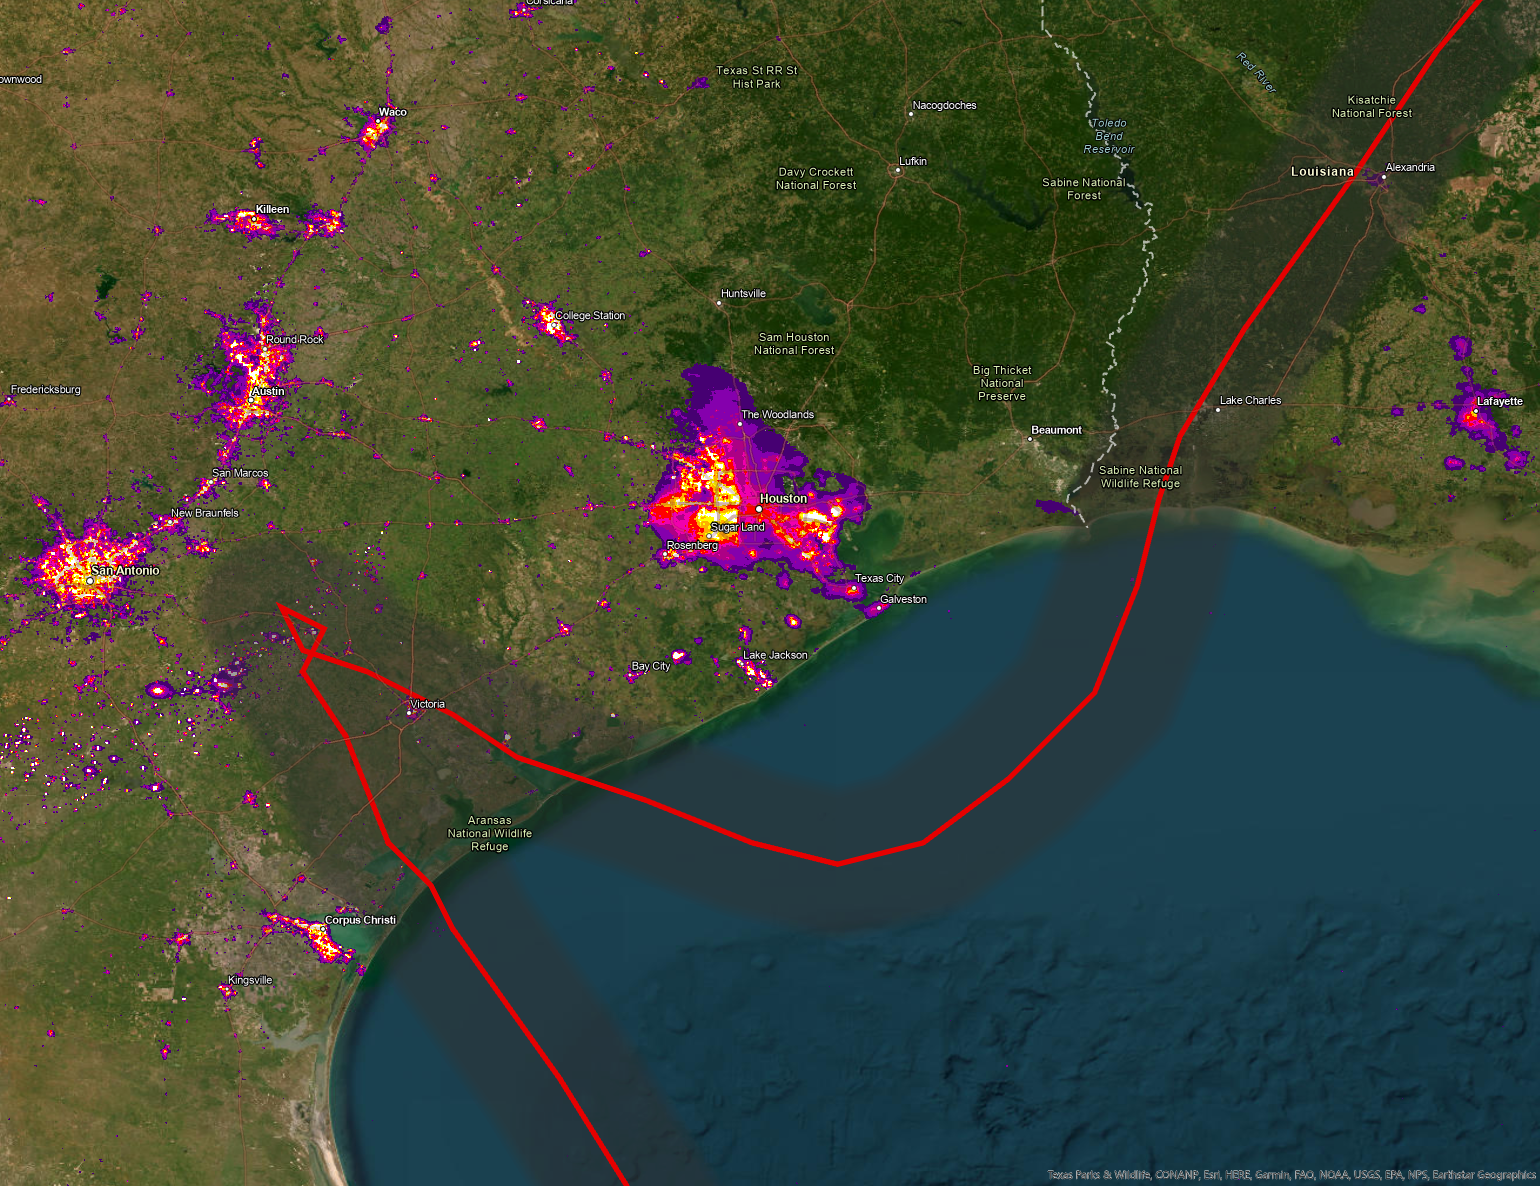 Corsicana
ownwood
Texas St RR St
Hist Park
Red River
Kisatchie
National Forest
Waco
Nacogdoches
Toledo
Bend
Reservoir
Lufkin
Davy Crockett
National Forest
Louisiana
Alexandria
Sabine National
Forest
Killeen
Huntsville
College Station
Round Rock
Sam Houston
National Forest
Big Thicket
National
Preserve
Fredericksburg
Austin
Lake Charles
Lafayette
The Woodlands
Beaumont
San Marcos
Sabine National
Wildlife Refuge
Houston
New Braunfels
Sugar Land
Rosenberg
San Antonio
Texas City
Galveston
Lake Jackson
Bay City
Victoria
Aransas
National Wildlife
Refuge
Corpus Christi
Kingsville
Texas Parks & Wildlife, CONANP, Esri, HERE, Garmin, FAO, NOAA, USGS, EPA, NPS, Earthstar Geographics